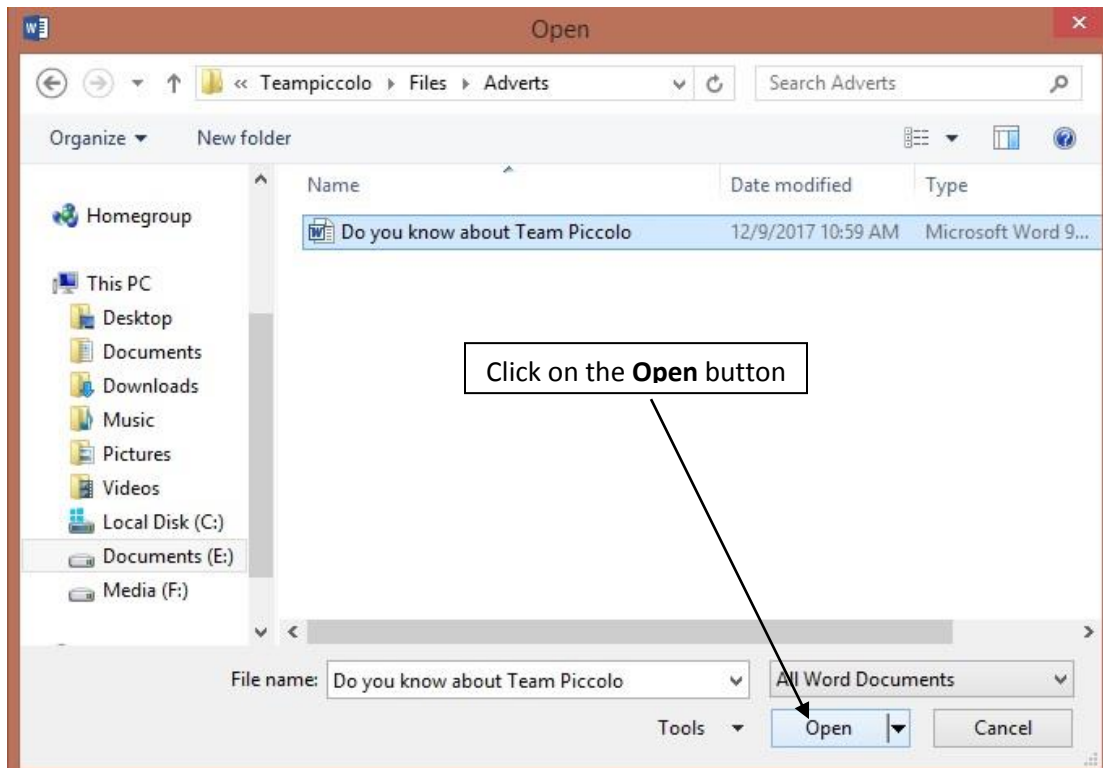 Open
« Teampiccolo Files Adverts
Search Adverts
Organize
New folder
Name
Date modified
Type
Homegroup
Do you know about Team Piccolo
12/9/2017 10:59 AM
Microsoft Word 9...
This PC
Desktop
Documents
Downloads
Music
Pictures
Videos
Local Disk (C:)
Documents (E:)
Media (F:)
Click on the Open button
File name:
Do you know about Team Piccolo
All Word Documents
Tools
Open
Cancel